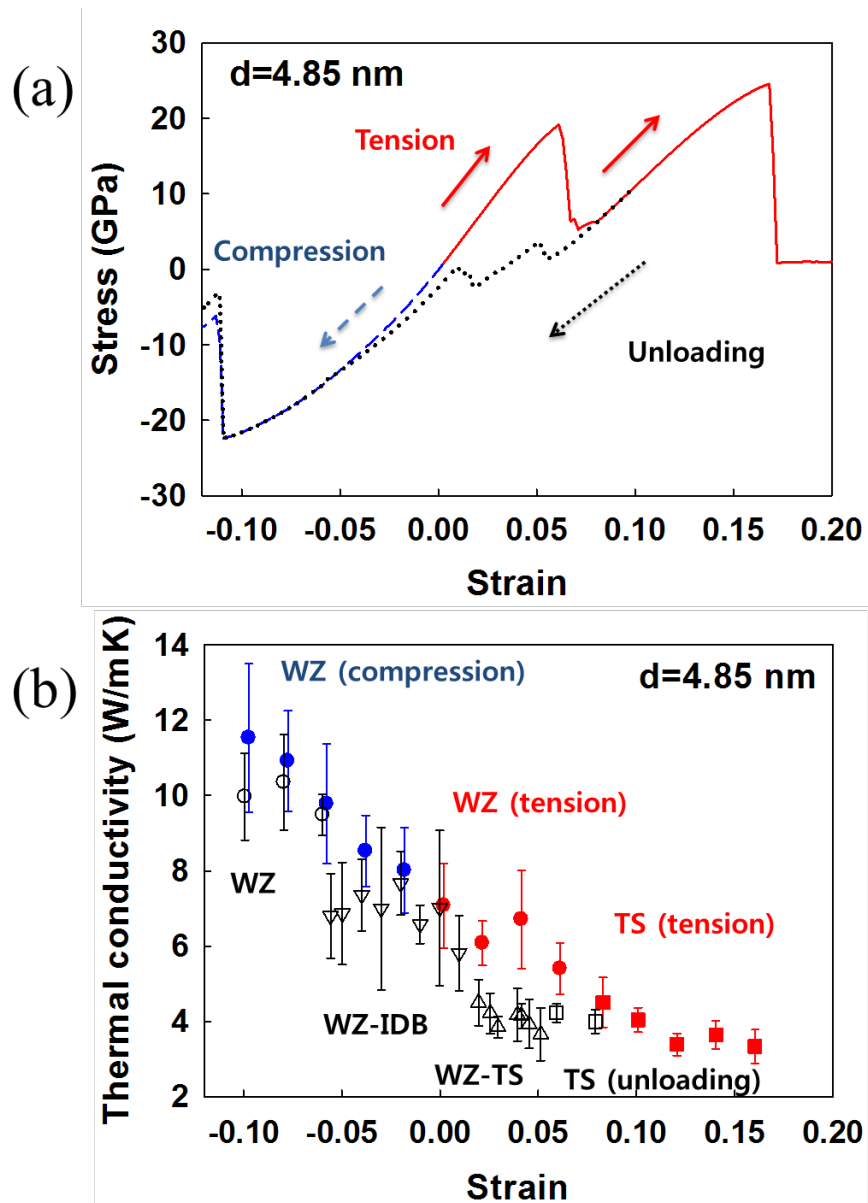 (a)
d=4.85 nm
Tension
Compression
Unloading
Stress (GPa)
30
20
10
0
-10
-20
-30
-0.10 -0.05 0.00 0.05 0.10 0.15 0.20
Strain
(b)
WZ (compression)
d=4.85 nm
WZ (tension)
WZ
TS (tension)
WZ-IDB
WZ-TS
TS (unloading)
Thermal conductivity (W/mK)
14
12
10
8
6
4
2
-0.10 -0.05 0.00 0.05 0.10 0.15 0.20
Strain